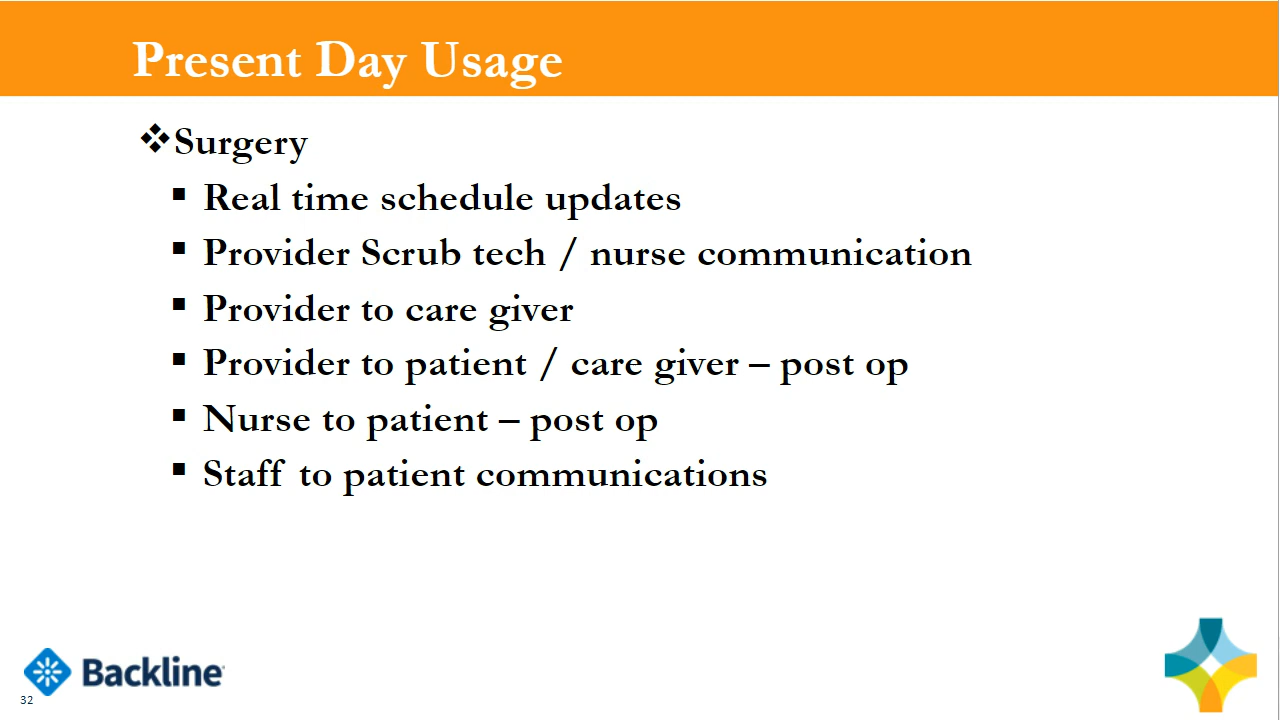 Present Day Usage
❖Surgery
▪ Real time schedule updates
▪ Provider Scrub tech / nurse communication
▪ Provider to care giver
▪ Provider to patient / care giver – post op
▪ Nurse to patient – post op
▪ Staff to patient communications
Backline
32